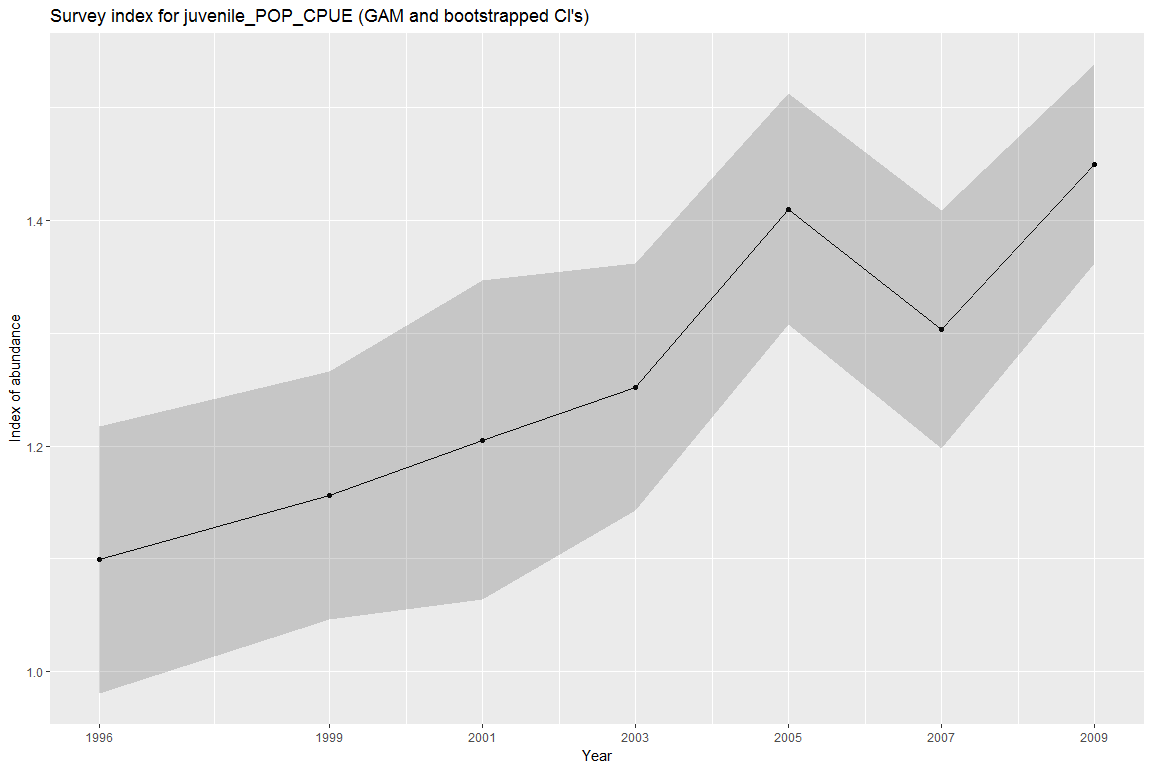 Survey index for juvenile_POP_CPUE (GAM and bootstrapped CI's)
Index of abundance
1.4
1.2
1.0
1996 1999 2001 2003 2005 2007 2009
Year